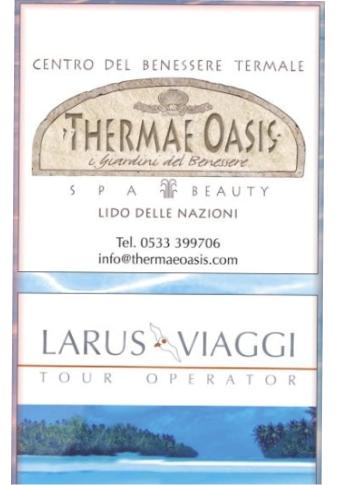 CENTRO DEL BENESSERE TERMALE
THERMAE OASIS
i Giardini del Benessere
SPA BEAUTY
LIDO DELLE NAZIONI
Tel. 0533 399706
info@thermaeoasis.com
LARUS VIAGGI
TOUR OPERATOR